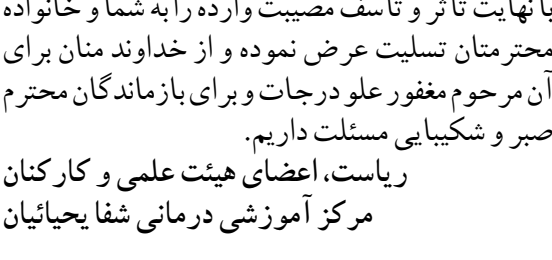 با نهایت تاثر و تاسف مصیبت وارده را به شما و خانواده
محترمتان تسلیت عرض نموده و از خداوند منان برای
آن مرحوم مغفور علو درجات و برای بازماندگان محترم
صبر و شکیبایی مسئلت داریم.
ریاست، اعضای هیئت علمی و کارکنان
مرکز آموزشی درمانی شفا یحیائیان